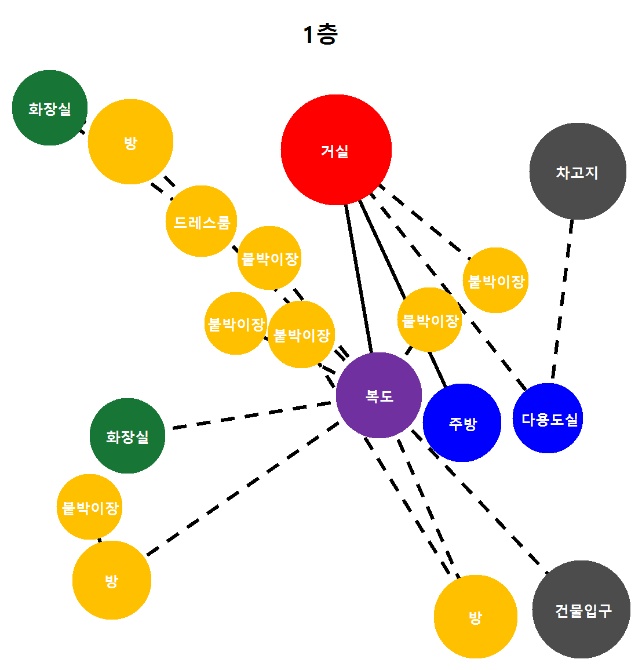 1층
화장실
방
거실
차고지
드레스룸
붙박이장
붙박이장
붙박이장
붙박이장
붙박이장
복도
주방
다용도실
화장실
붙박이장
방
방
건물입구